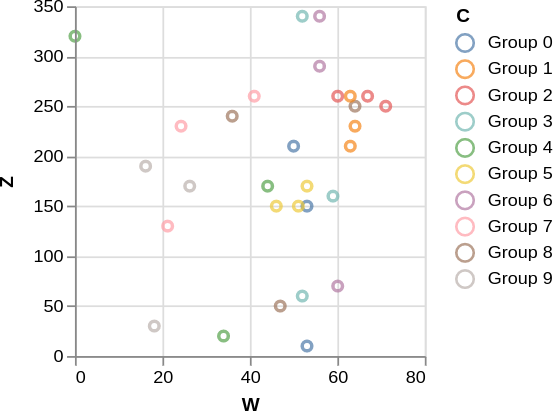 350
300
250
200
150
100
50
0
Z
0 20 40 60 80
W
C
Group 0
Group 1
Group 2
Group 3
Group 4
Group 5
Group 6
Group 7
Group 8
Group 9